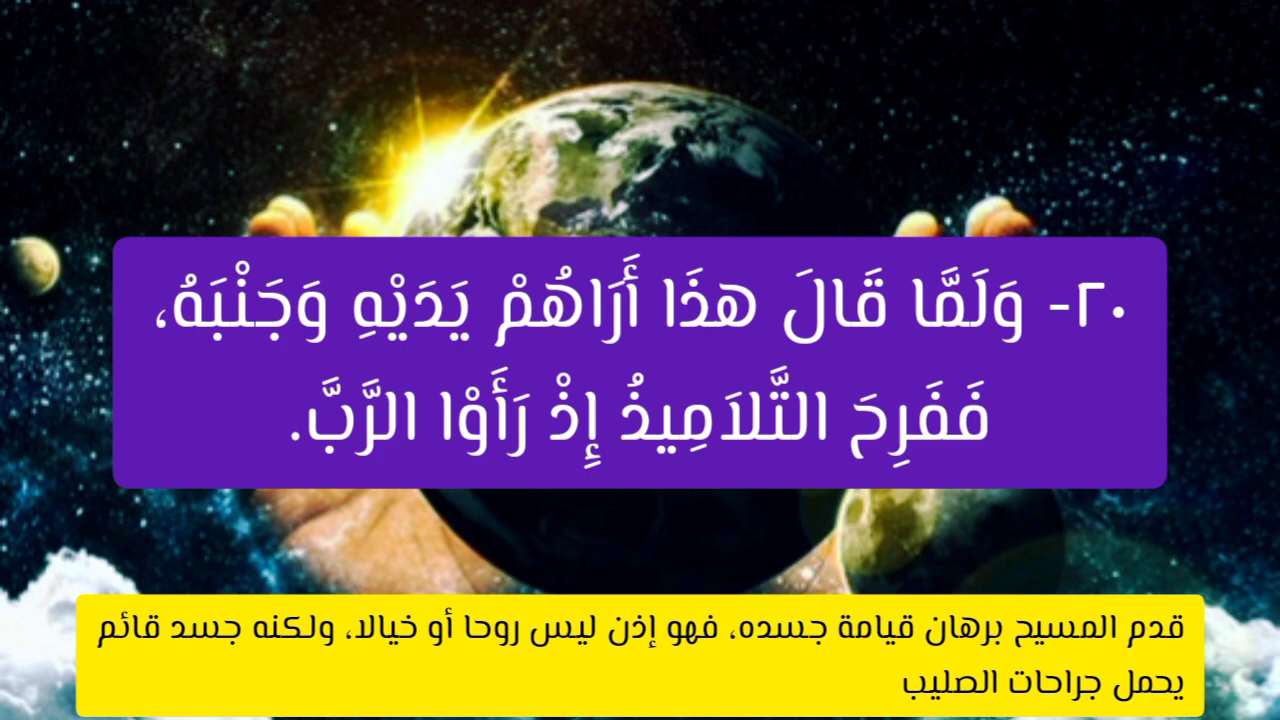 ٢٠- وَلَمَّا قَالَ هذَا أَرَاهُمْ يَدَيْهِ وَجَنْبَهُ،
فَفَرِحَ التَّلاَمِيذُ إِذْ رَأَوْا الرَّبَّ.
قدم المسيح برهان قيامة جسده، فهو إذن ليس روحا أو خيالا، ولكنه جسد قائم
يحمل جراحات الصليب